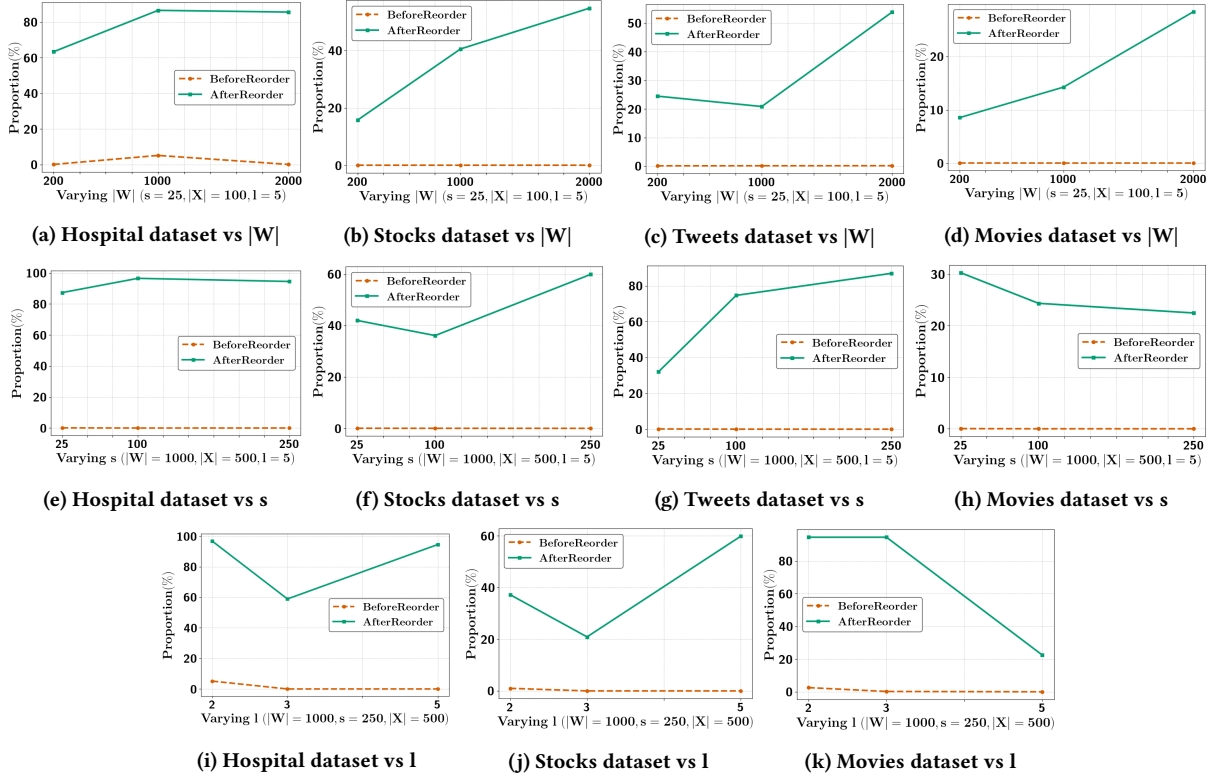 Proportion(%)
80
60
40
20
0
BeforeReorder
AfterReorder
200 1000 2000
Varying |W| (s = 25, |X| = 100, l = 5)
(a) Hospital dataset vs |W|
Proportion(%)
40
20
0
BeforeReorder
AfterReorder
200 1000 2000
Varying |W| (s = 25, |X| = 100, l = 5)
(b) Stocks dataset vs |W|
Proportion(%)
50
40
30
20
10
0
BeforeReorder
AfterReorder
200 1000 2000
Varying |W| (s = 25, |X| = 100, l = 5)
(c) Tweets dataset vs |W|
Proportion(%)
20
10
0
BeforeReorder
AfterReorder
200 1000 2000
Varying |W| (s = 25, |X| = 100, l = 5)
(d) Movies dataset vs |W|
Proportion(%)
100
80
60
40
20
0
BeforeReorder
AfterReorder
25 100 250
Varying s (|W| = 1000, |X| = 500, l = 5)
(e) Hospital dataset vs s
Proportion(%)
60
40
20
0
BeforeReorder
AfterReorder
25 100 250
Varying s (|W| = 1000, |X| = 500, l = 5)
(f) Stocks dataset vs s
Proportion(%)
80
60
40
20
0
BeforeReorder
AfterReorder
25 100 250
Varying s (|W| = 1000, |X| = 500, l = 5)
(g) Tweets dataset vs s
Proportion(%)
30
20
10
0
BeforeReorder
AfterReorder
25 100 250
Varying s (|W| = 1000, |X| = 500, l = 5)
(h) Movies dataset vs s
Proportion(%)
100
80
60
40
20
0
BeforeReorder
AfterReorder
2 3 5
Varying l (|W| = 1000, s = 250, |X| = 500)
(i) Hospital dataset vs l
Proportion(%)
60
40
20
0
BeforeReorder
AfterReorder
2 3 5
Varying l (|W| = 1000, s = 250, |X| = 500)
(j) Stocks dataset vs l
Proportion(%)
80
60
40
20
0
BeforeReorder
AfterReorder
2 3 5
Varying l (|W| = 1000, s = 250, |X| = 500)
(k) Movies dataset vs l